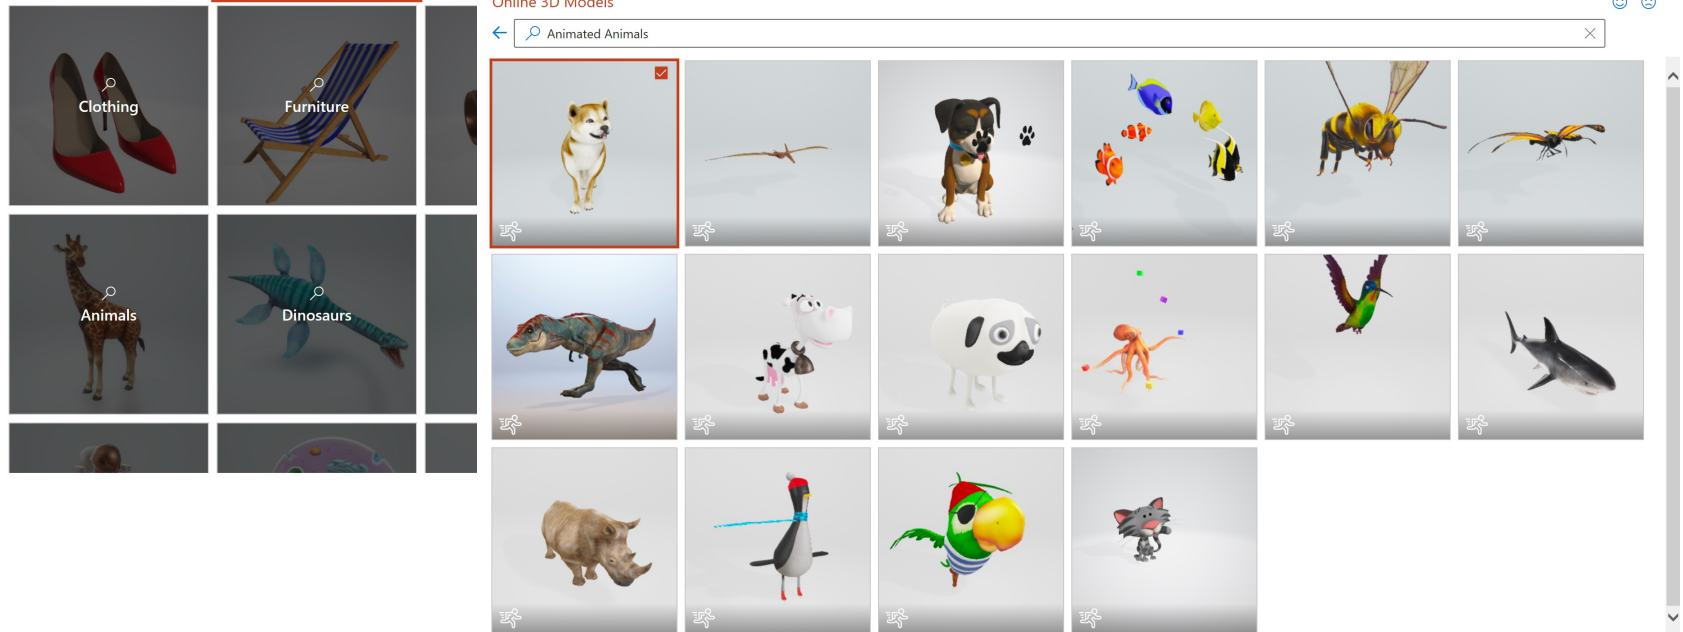 Online 3D Models
Animated Animals
Clothing
Furniture
Animals
Dinosaurs